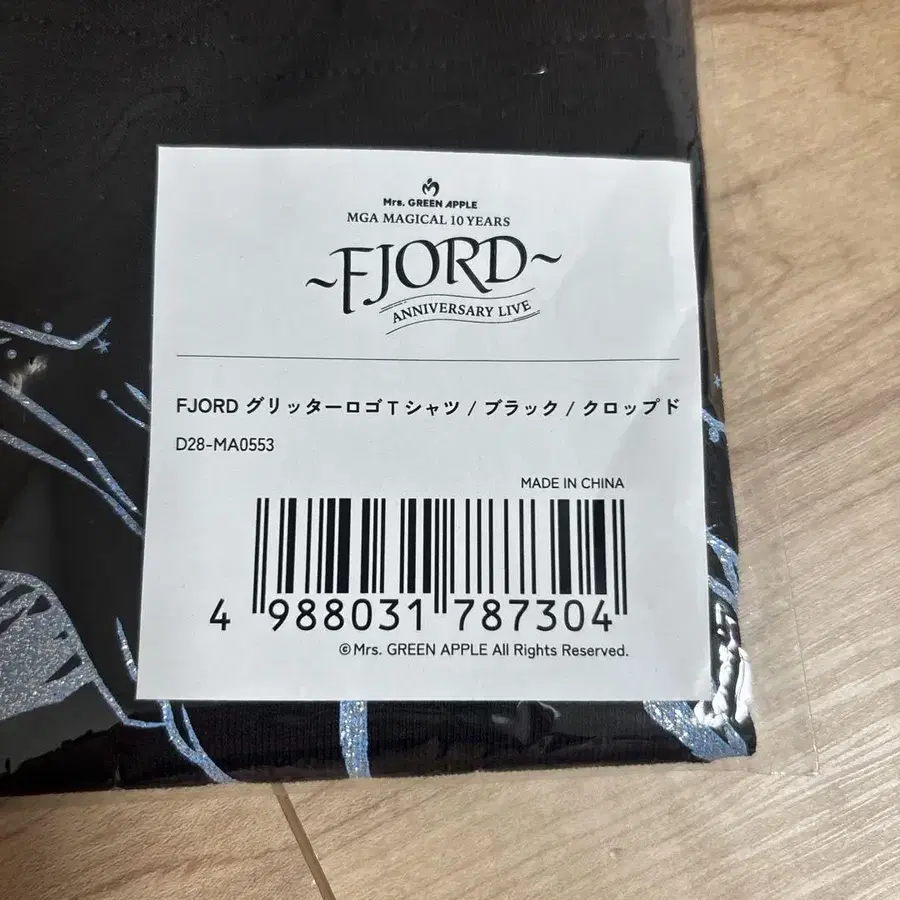 Mrs. GREEN APPLE
MGA MAGICAL 10 YEARS
~FJORD~
ANNIVERSARY LIVE
FJORD グリッターロゴTシャツ / ブラック / クロップド
D28-MA0553
MADE IN CHINA
4 988031 787304
©Mrs. GREEN APPLE All Rights Reserved.